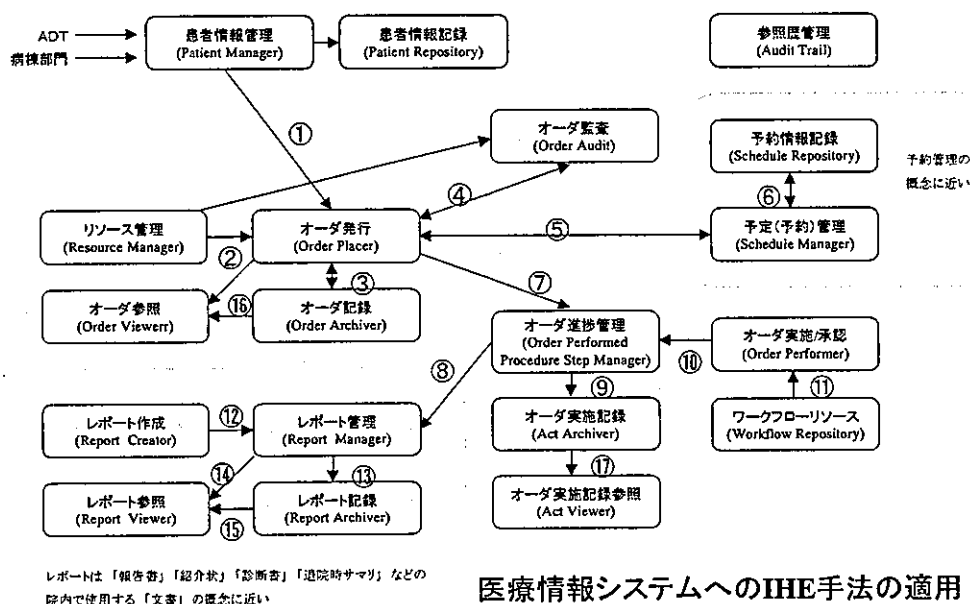 ADT
病棟部門
患者情報管理
(Patient Manager)
患者情報記録
(Patient Repository)
参照歴管理
(Audit Trail)
①
オーダ監査
(Order Audit)
予約情報記録
(Schedule Repository)
予約管理の
概念に近い
④
⑥
リソース管理
(Resource Manager)
②
オーダ発行
(Order Placer)
⑤
予定(予約)管理
(Schedule Manager)
③
⑦
オーダ参照
(Order Viewerr)
⑯
オーダ記録
(Order Archiver)
オーダ進捗管理
(Order Performed
Procedure Step Manager)
⑩
オーダ実施/承認
(Order Performer)
⑧
⑨
⑪
レポート作成
(Report Creator)
⑫
レポート管理
(Report Manager)
オーダ実施記録
(Act Archiver)
ワークフロー・リソース
(Workflow Repository)
⑭
⑬
⑰
レポート参照
(Report Viewer)
⑮
レポート記録
(Report Archiver)
オーダ実施記録参照
(Act Viewer)
レポートは「報告書」「紹介状」「診断書」「退院時サマリ」などの
院内で使用する「文書」の概念に近い
医療情報システムへのIHE手法の適用